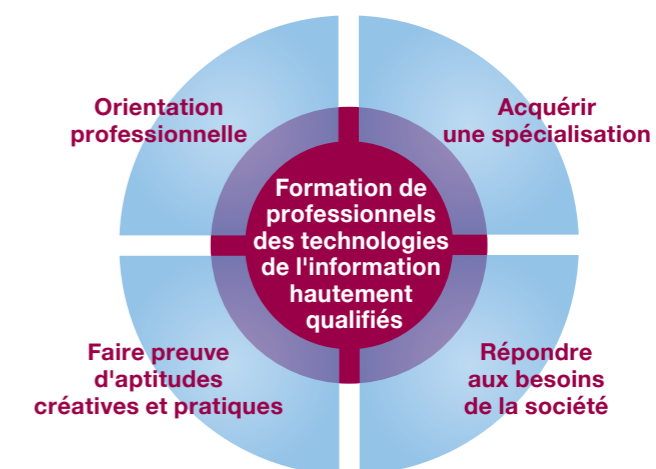 Orientation
professionnelle
Acquérir
une spécialisation
Formation de
professionnels
des technologies
de l'information
hautement
qualifiés
Faire preuve
d'aptitudes
créatives et pratiques
Répondre
aux besoins
de la société